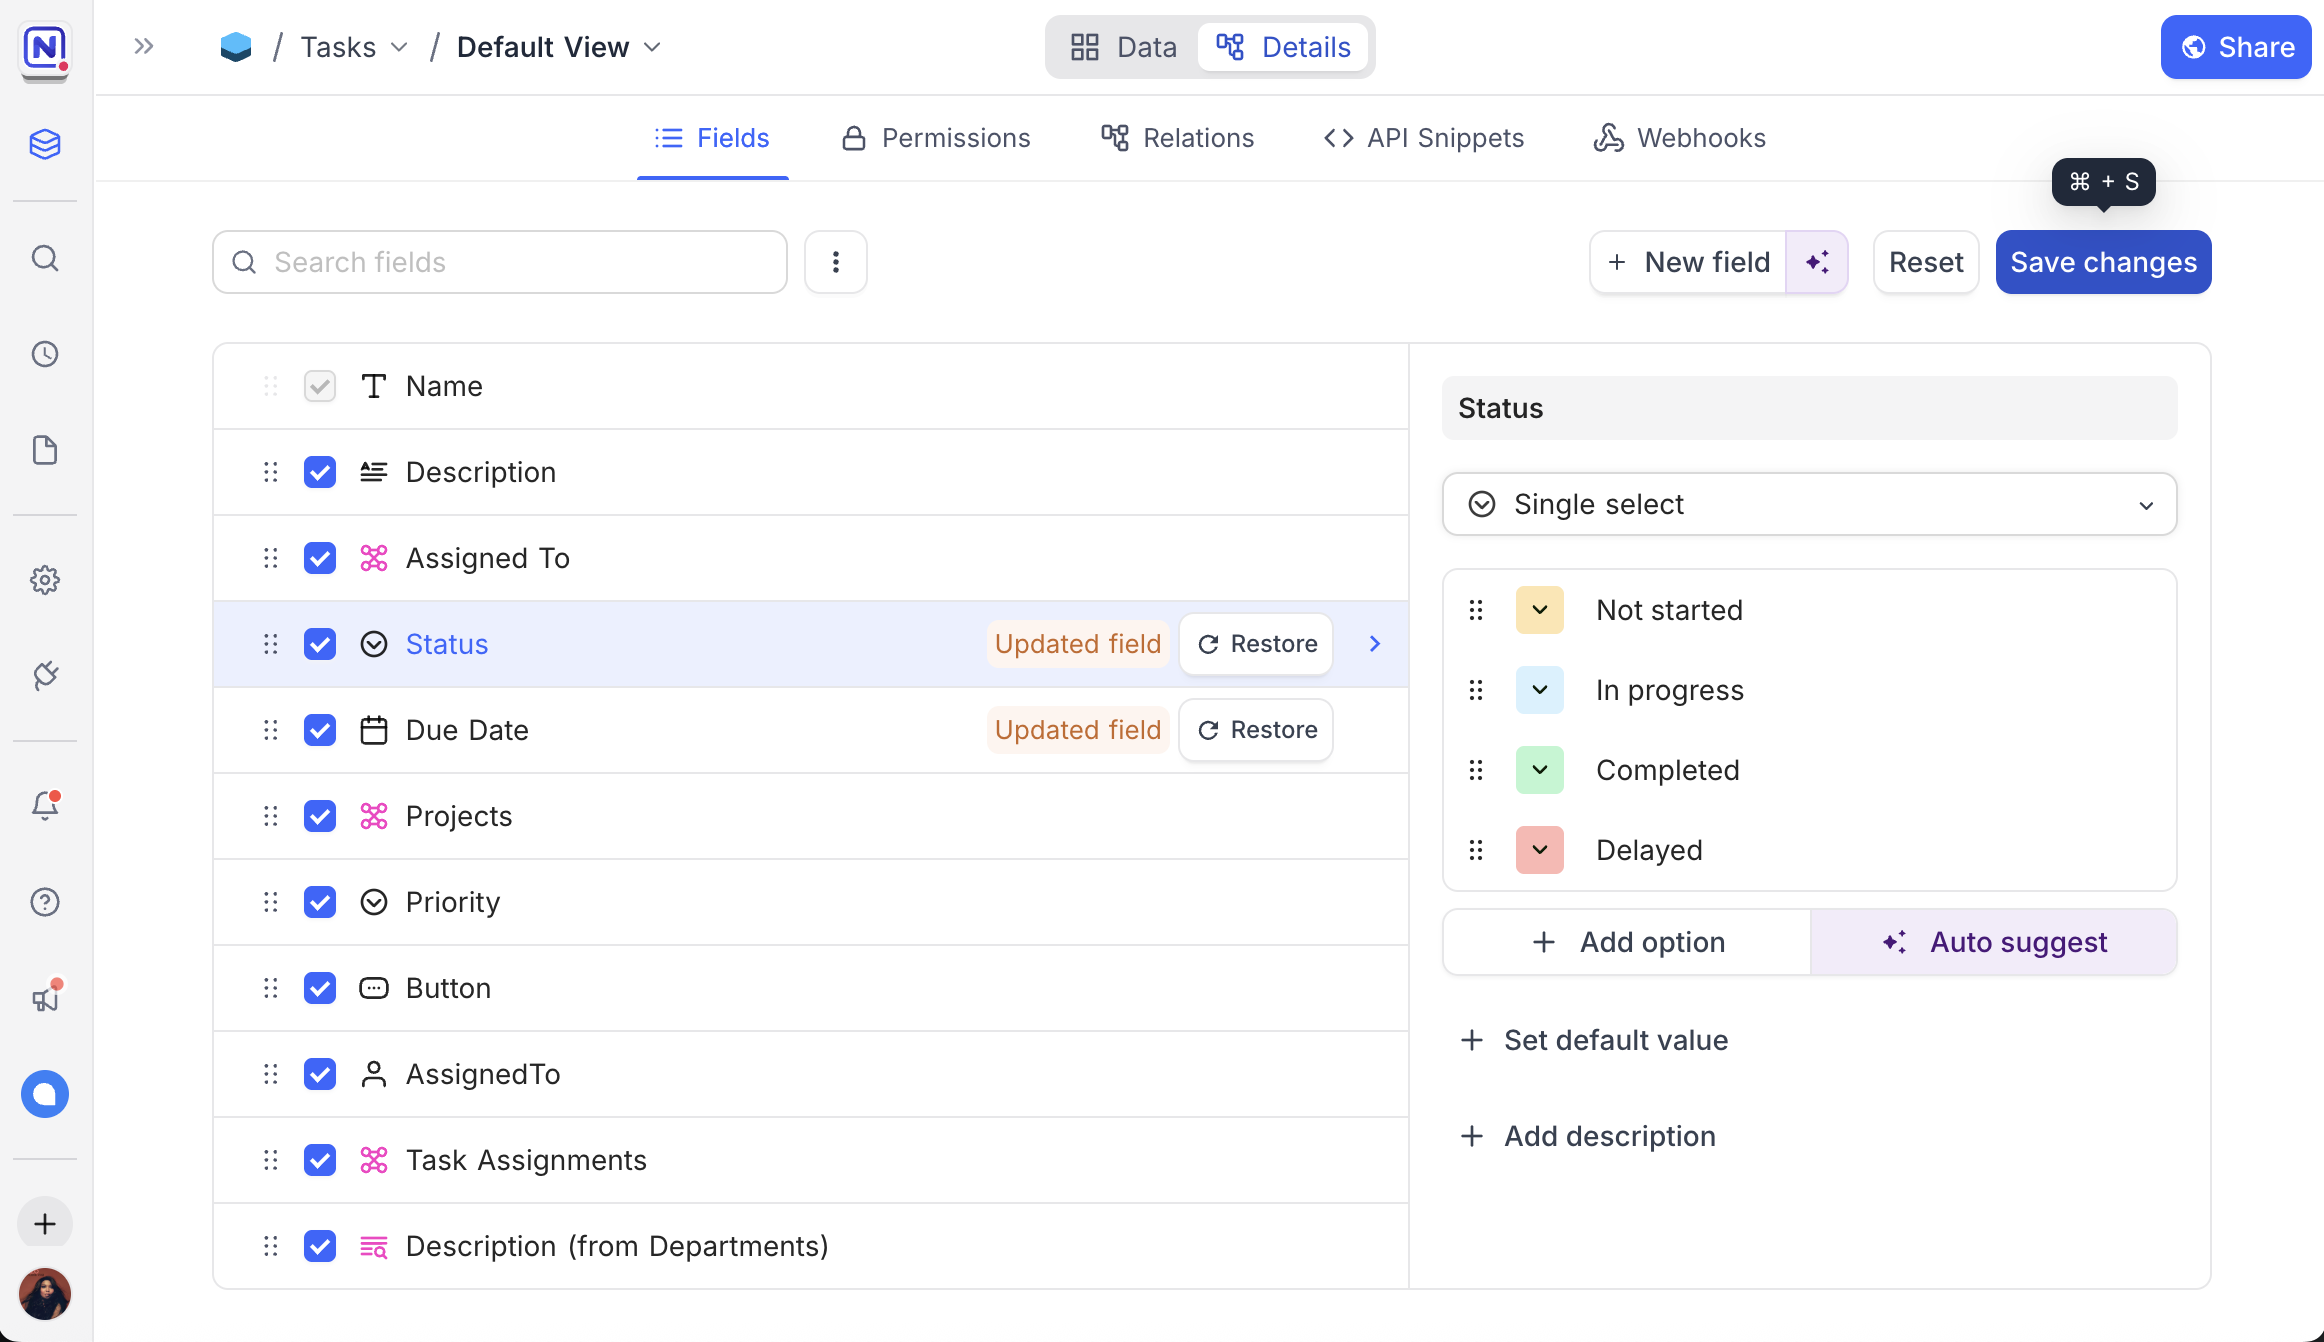 N
/ Tasks / Default View
Data Details
Share
Fields Permissions Relations API Snippets Webhooks
⌘ + S
Search fields
+ New field Reset Save changes
Name
Description
Assigned To
Status Updated field Restore
Due Date Updated field Restore
Projects
Priority
Button
AssignedTo
Task Assignments
Description (from Departments)
Status
Single select
Not started
In progress
Completed
Delayed
+ Add option Auto suggest
+ Set default value
+ Add description